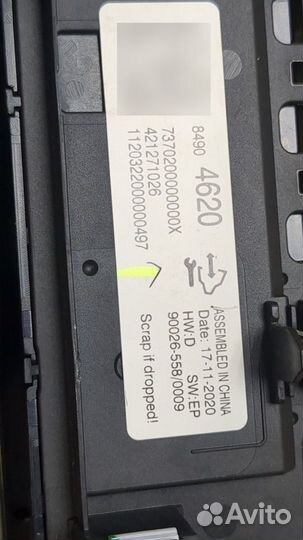 8490 4620
7370200000000X
421271026
1120322000000497
ASSEMBLED IN CHINA
Date: 17-11-2020
HW:D SW:EP
90026-558/0009
Scrap if dropped!
Avito